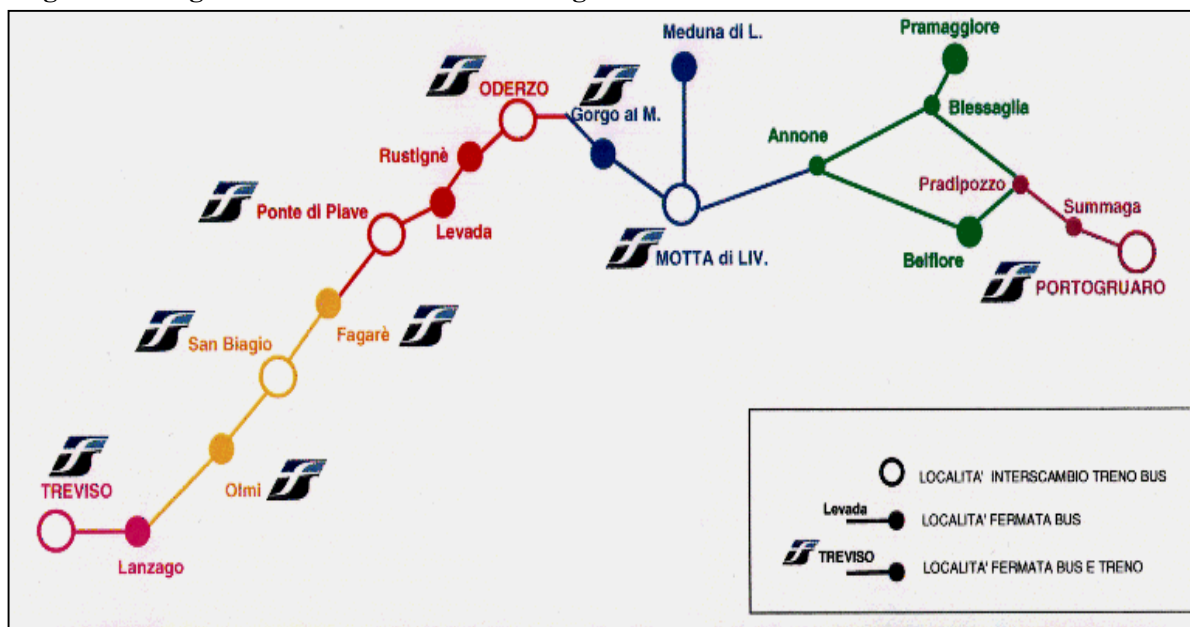 Meduna di L.
Pramaggiore
ODERZO
Gorgo al M.
Blessaglia
Annone
Rustignè
Pradipozzo
Ponte di Piave
Levada
Summaga
MOTTA di LIV.
Belfiore
PORTOGRUARO
San Biagio
Fagarè
TREVISO
Olmi
Lanzago
LOCALITA' INTERSCAMBIO TRENO BUS
Levada
LOCALITA' FERMATA BUS
TREVISO
LOCALITA' FERMATA BUS E TRENO